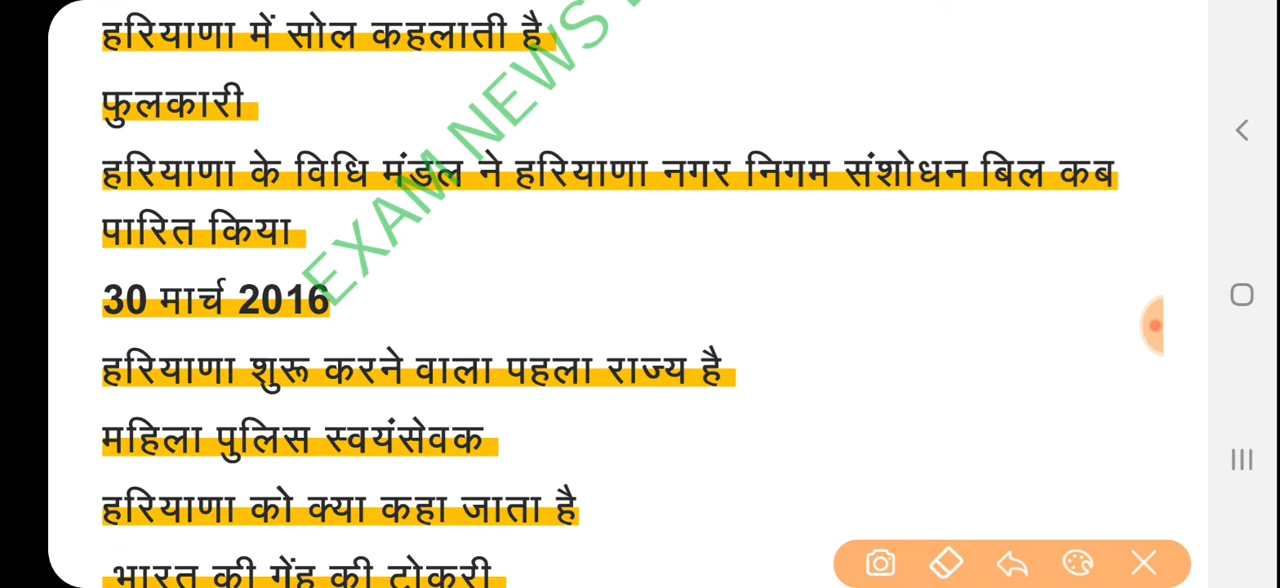 हरियाणा में सोल कहलाती है
फुलकारी
हरियाणा के विधि मंडल ने हरियाणा नगर निगम संशोधन बिल कब
पारित किया
30 मार्च 2016
हरियाणा शुरू करने वाला पहला राज्य है
महिला पुलिस स्वयंसेवक
हरियाणा को क्या कहा जाता है
भारत की गेंह की टोकरी
EXAM NEWS